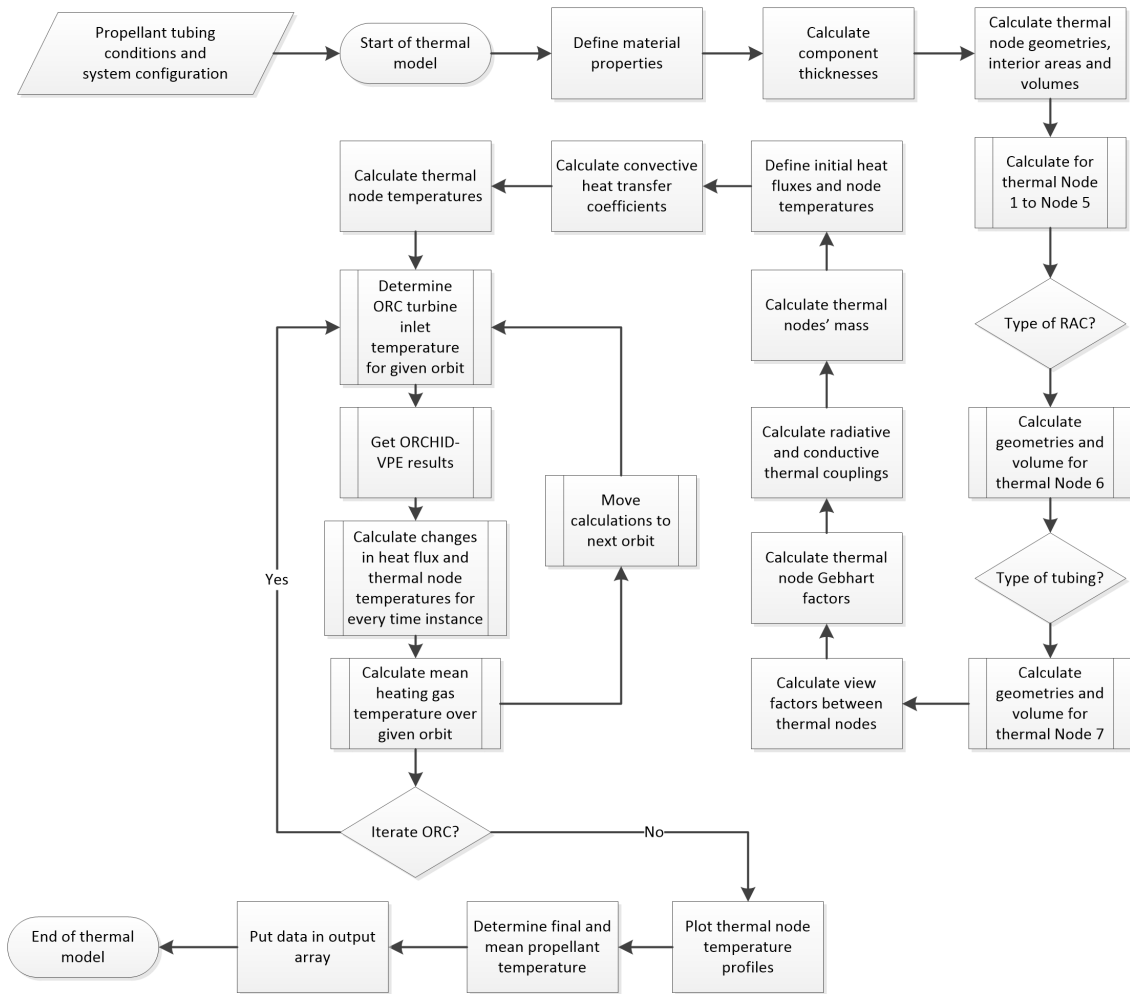 Propellant tubing
conditions and
system configuration
Start of thermal
model
Define material
properties
Calculate
component
thicknesses
Calculate thermal
node geometries,
interior areas and
volumes
Calculate for
thermal Node
1 to Node 5
Type of RAC?
Calculate
geometries and
volume for
thermal Node 6
Type of tubing?
Calculate
geometries and
volume for
thermal Node 7
Calculate view
factors between
thermal nodes
Calculate thermal
node Gebhart
factors
Calculate radiative
and conductive
thermal couplings
Calculate thermal
nodes’ mass
Define initial heat
fluxes and node
temperatures
Calculate convective
heat transfer
coefficients
Calculate thermal
node temperatures
Determine
ORC turbine
inlet
temperature
for given orbit
Get ORCHID-
VPE results
Calculate changes
in heat flux and
thermal node
temperatures for
every time instance
Calculate mean
heating gas
temperature over
given orbit
Move
calculations to
next orbit
Iterate ORC?
Yes
No
Plot thermal node
temperature
profiles
Determine final and
mean propellant
temperature
Put data in output
array
End of thermal
model